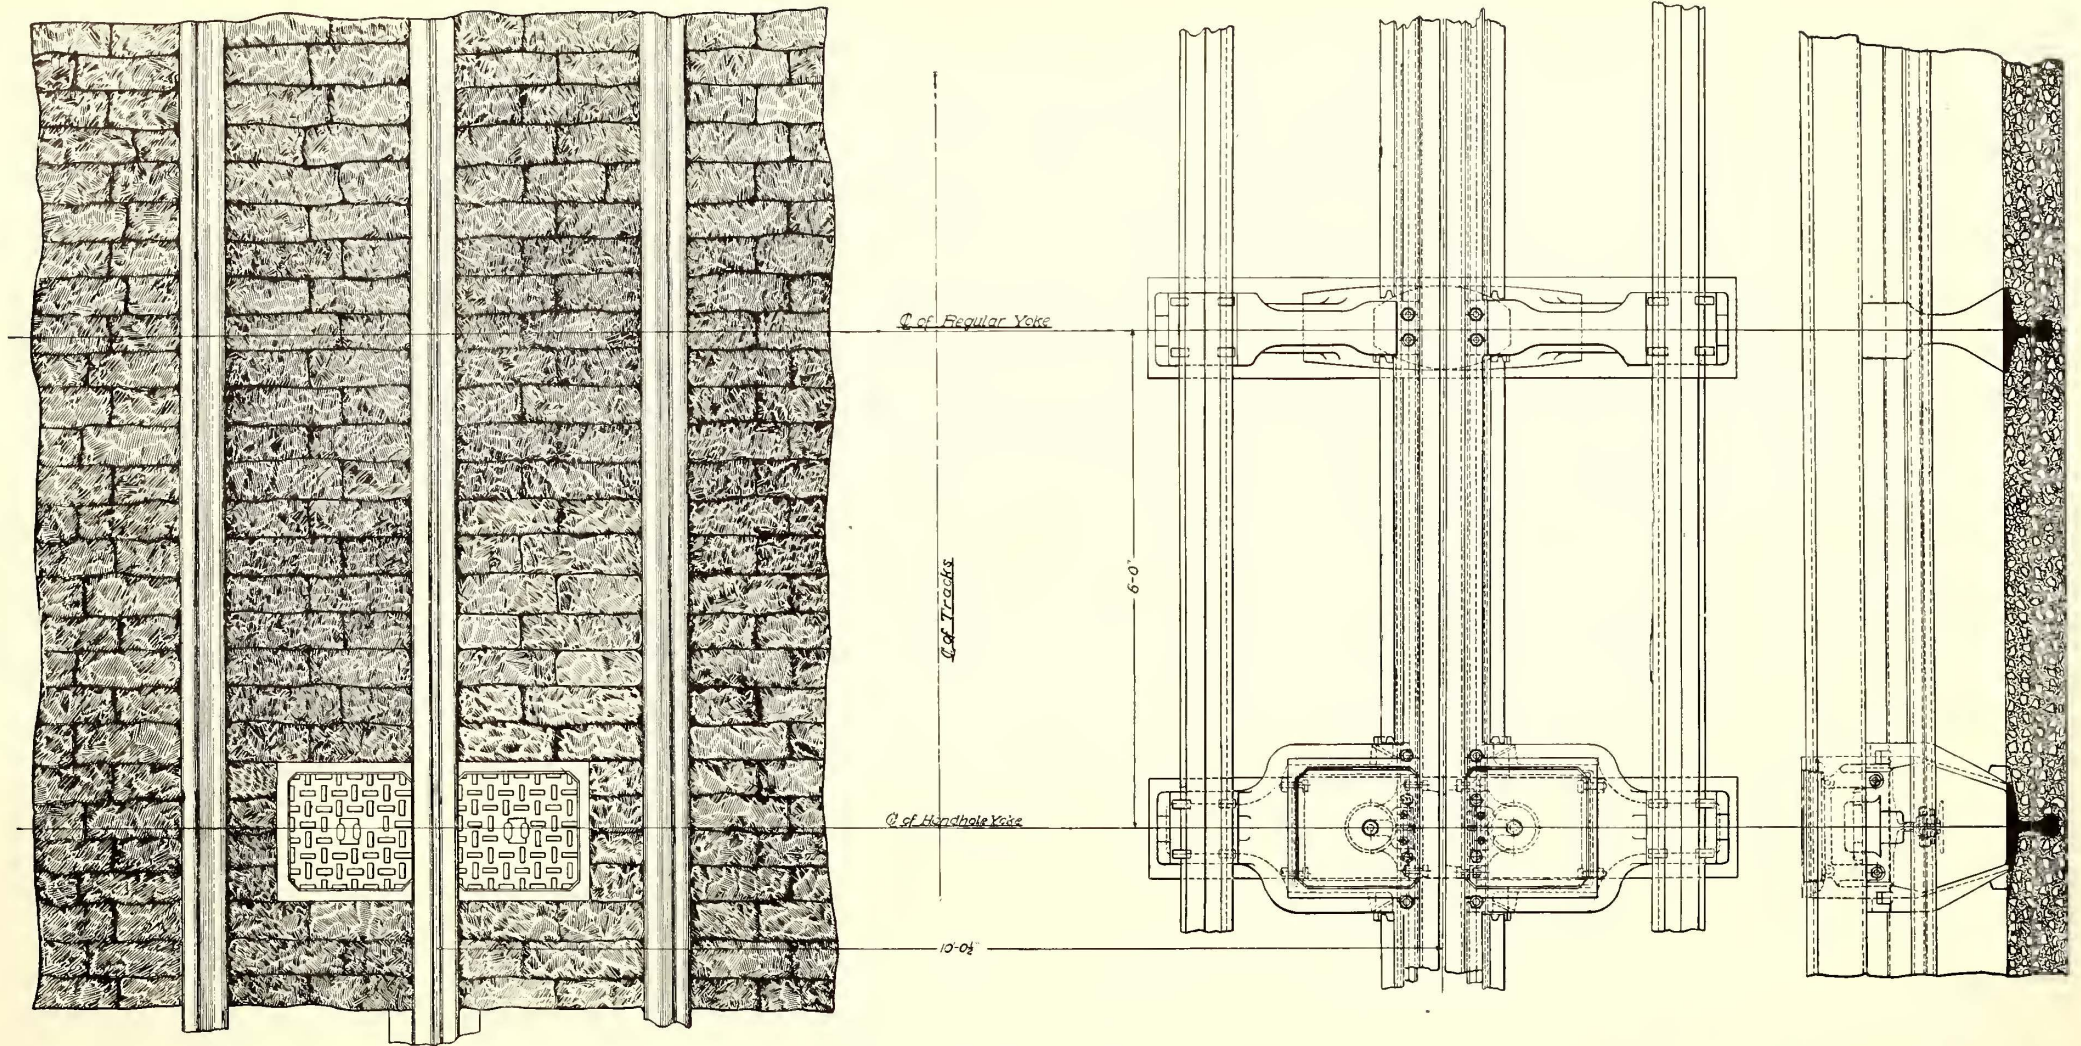 ℄ of Regular Yoke
℄ of Tracks
6-0"
℄ of Handhole Yoke
10'-0½"